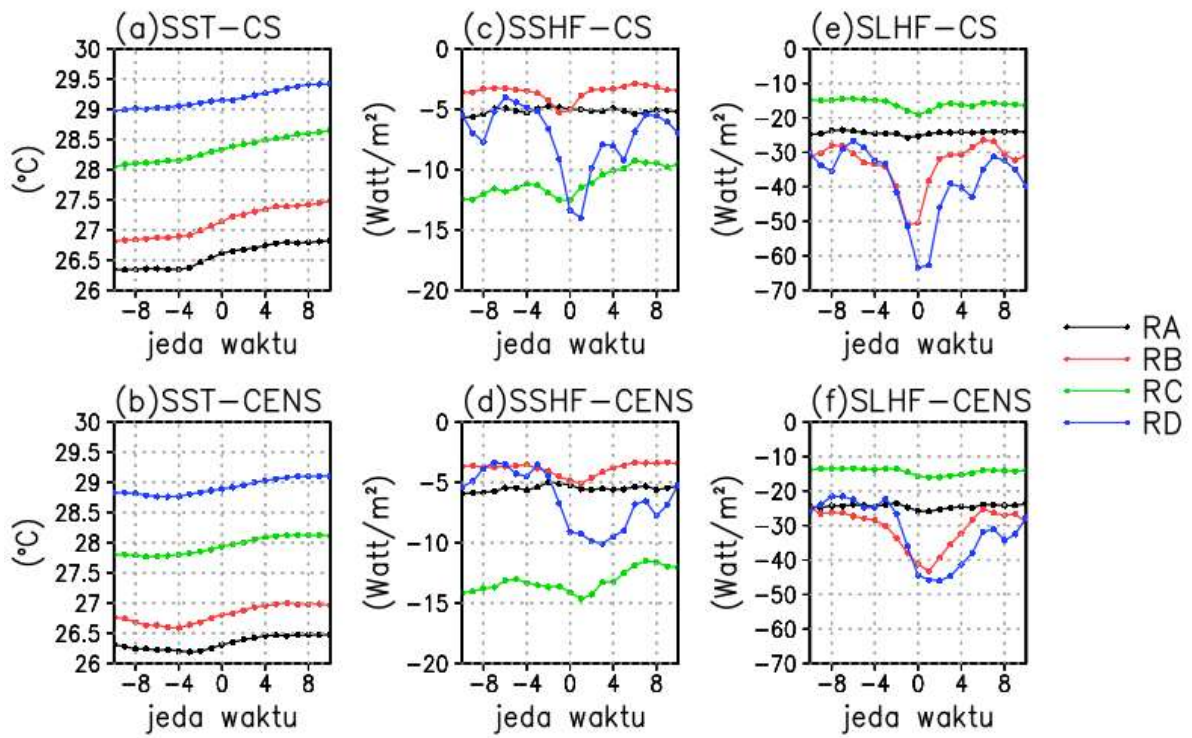 (a)SST-CS
30
29.5
29
28.5
28
27.5
27
26.5
26
(°C)
-8 -4 0 4 8
jeda waktu
(c)SSHF-CS
0
-5
-10
-15
-20
(Watt/m²)
-8 -4 0 4 8
jeda waktu
(e)SLHF-CS
0
-10
-20
-30
-40
-50
-60
-70
(Watt/m²)
-8 -4 0 4 8
jeda waktu
(b)SST-CENS
30
29.5
29
28.5
28
27.5
27
26.5
26
(°C)
-8 -4 0 4 8
jeda waktu
(d)SSHF-CENS
0
-5
-10
-15
-20
(Watt/m²)
-8 -4 0 4 8
jeda waktu
(f)SLHF-CENS
0
-10
-20
-30
-40
-50
-60
-70
(Watt/m²)
-8 -4 0 4 8
jeda waktu
RA
RB
RC
RD